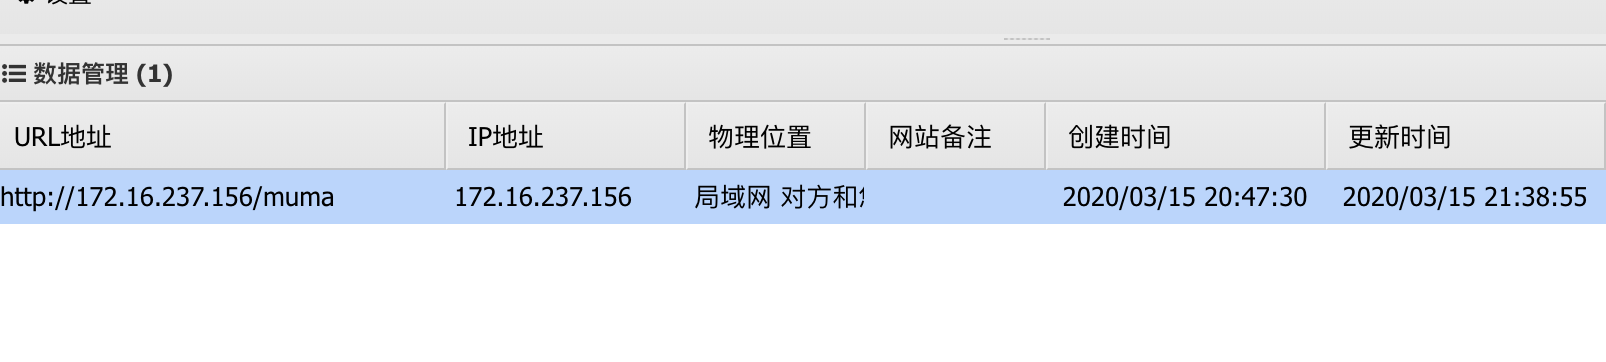 设置
数据管理 (1)
URL地址 IP地址 物理位置 网站备注 创建时间 更新时间
http://172.16.237.156/muma 172.16.237.156 局域网 对方和 2020/03/15 20:47:30 2020/03/15 21:38:55